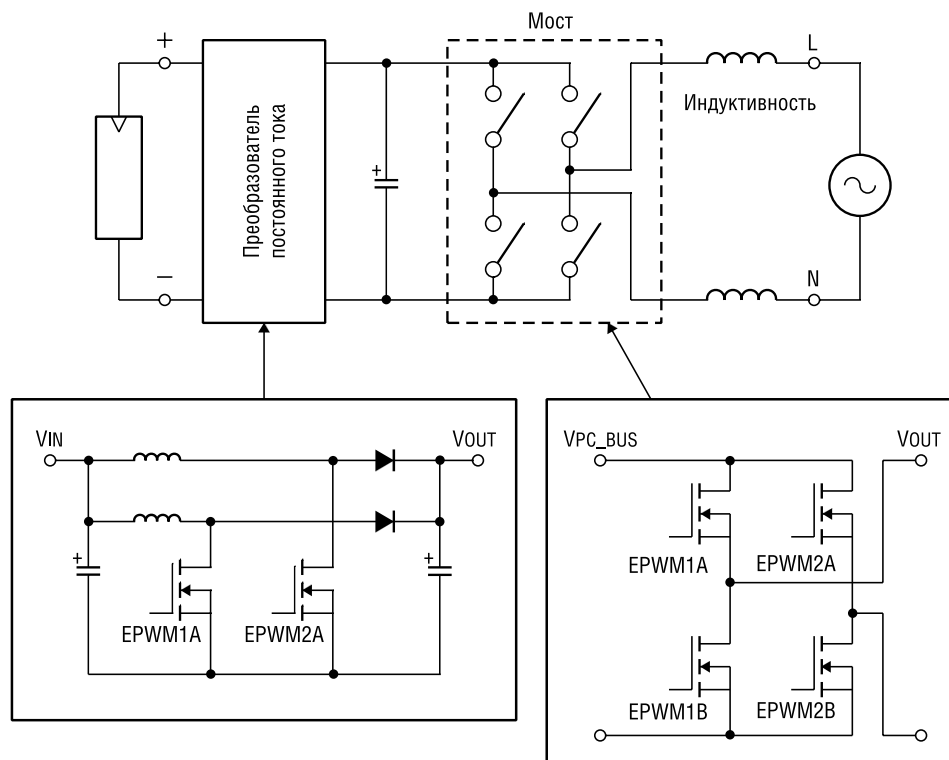 Мост
+
L
Преобразователь
постоянного тока
+
Индуктивность
–
N
VIN
VOUT
+
+
EPWM1A
EPWM2A
VPC_BUS
VOUT
EPWM1A
EPWM2A
EPWM1B
EPWM2B